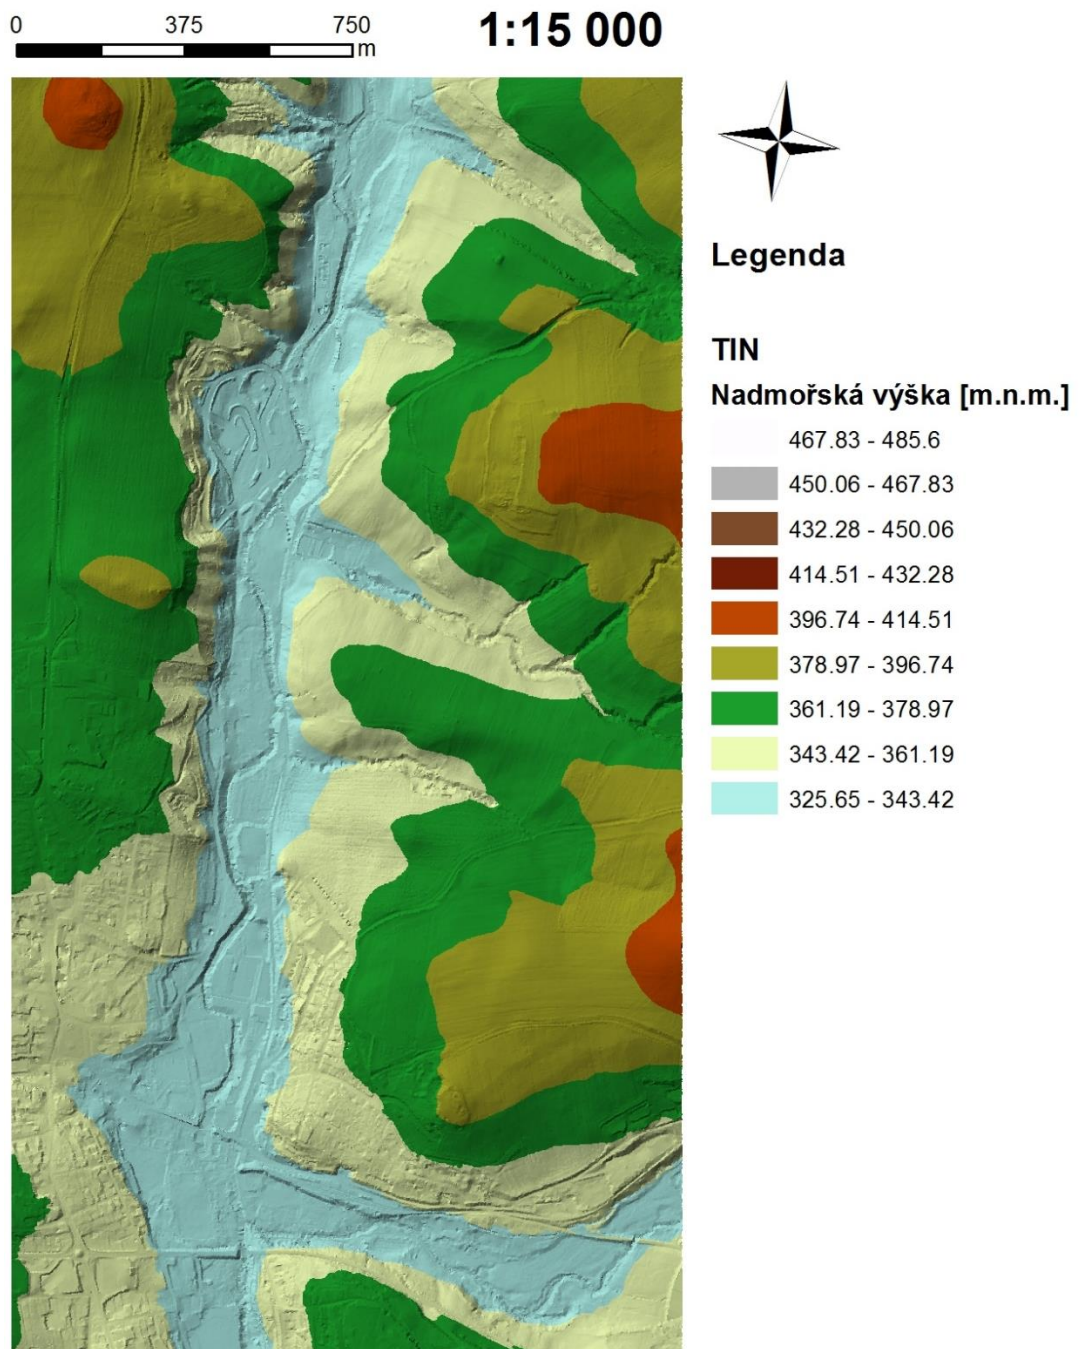 0 375 750
m
1:15 000
Legenda
TIN
Nadmořská výška [m.n.m.]
467.83 - 485.6
450.06 - 467.83
432.28 - 450.06
414.51 - 432.28
396.74 - 414.51
378.97 - 396.74
361.19 - 378.97
343.42 - 361.19
325.65 - 343.42